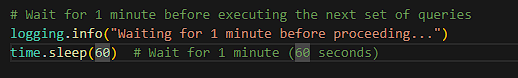 # Wait for 1 minute before executing the next set of queries
logging.info("Waiting for 1 minute before proceeding...")
time.sleep(60)  # Wait for 1 minute (60 seconds)